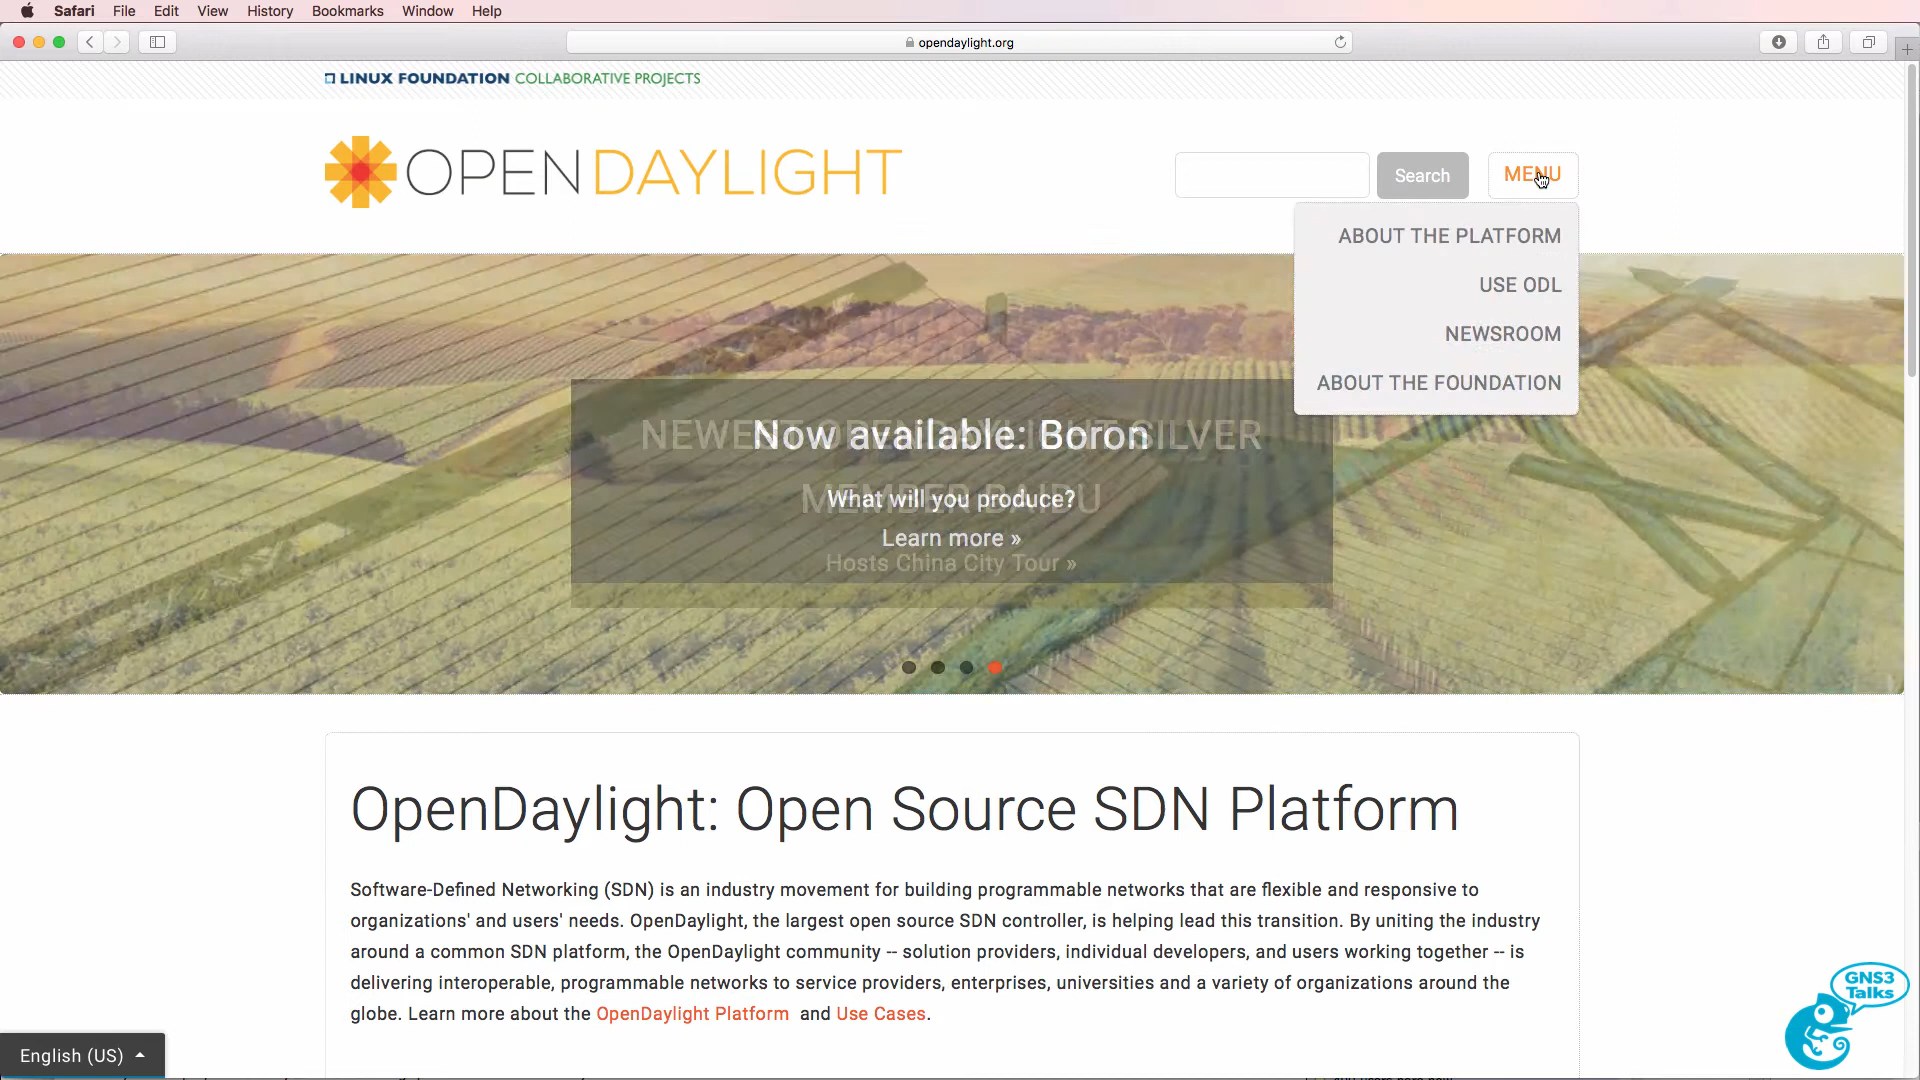 Safari File Edit View History Bookmarks Window Help
opendaylight.org
LINUX FOUNDATION COLLABORATIVE PROJECTS
OPENDAYLIGHT
Search
MENU
ABOUT THE PLATFORM
USE ODL
NEWSROOM
ABOUT THE FOUNDATION
Now available: Boron
What will you produce?
Learn more »
Hosts China City Tour »
OpenDaylight: Open Source SDN Platform
Software-Defined Networking (SDN) is an industry movement for building programmable networks that are flexible and responsive to
organizations' and users' needs. OpenDaylight, the largest open source SDN controller, is helping lead this transition. By uniting the industry
around a common SDN platform, the OpenDaylight community -- solution providers, individual developers, and users working together -- is
delivering interoperable, programmable networks to service providers, enterprises, universities and a variety of organizations around the
globe. Learn more about the OpenDaylight Platform and Use Cases.
English (US)
GNS3
Talks